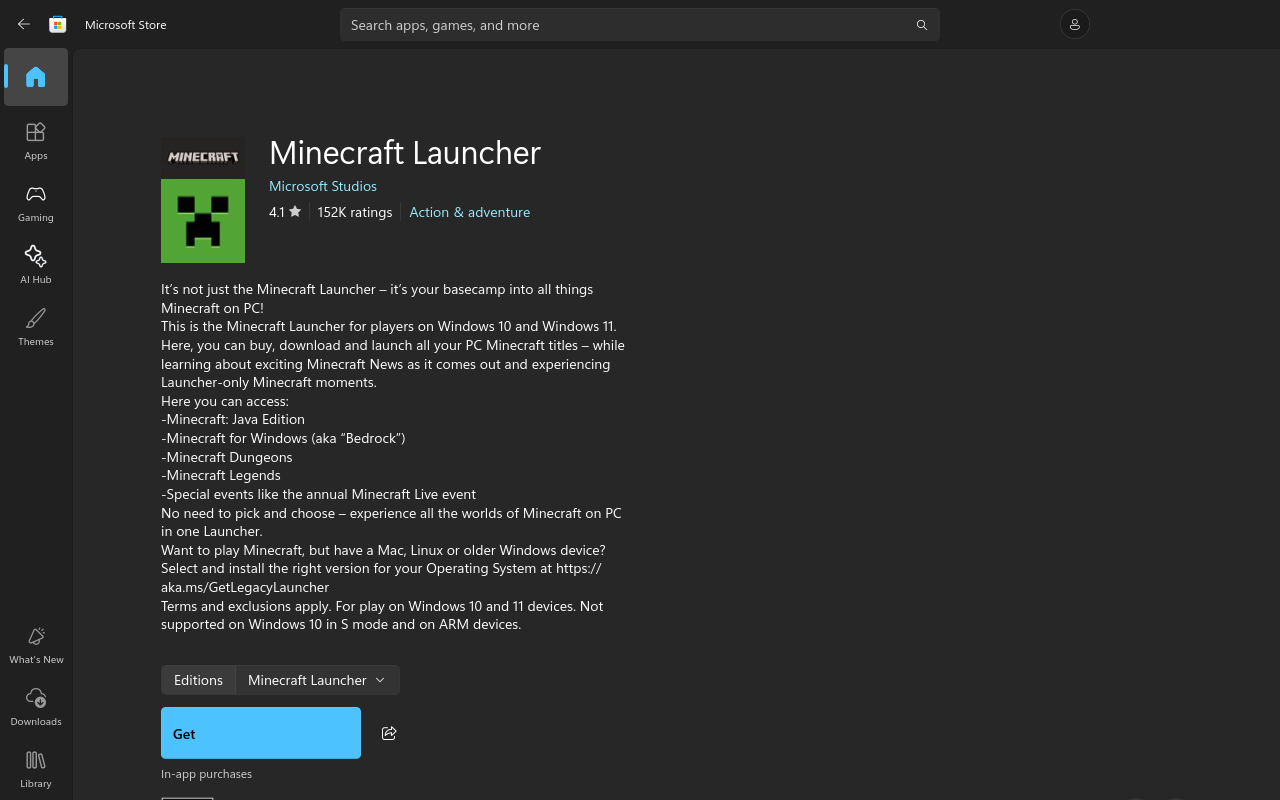 Microsoft Store
Search apps, games, and more
Apps
Gaming
AI Hub
Themes
What's New
Downloads
Library
MINECRAFT
Minecraft Launcher
Microsoft Studios
4.1 152K ratings Action & adventure
It's not just the Minecraft Launcher – it's your basecamp into all things
Minecraft on PC!
This is the Minecraft Launcher for players on Windows 10 and Windows 11.
Here, you can buy, download and launch all your PC Minecraft titles – while
learning about exciting Minecraft News as it comes out and experiencing
Launcher-only Minecraft moments.
Here you can access:
-Minecraft: Java Edition
-Minecraft for Windows (aka “Bedrock”)
-Minecraft Dungeons
-Minecraft Legends
-Special events like the annual Minecraft Live event
No need to pick and choose – experience all the worlds of Minecraft on PC
in one Launcher.
Want to play Minecraft, but have a Mac, Linux or older Windows device?
Select and install the right version for your Operating System at https://
aka.ms/GetLegacyLauncher
Terms and exclusions apply. For play on Windows 10 and 11 devices. Not
supported on Windows 10 in S mode and on ARM devices.
Editions Minecraft Launcher
Get
In-app purchases